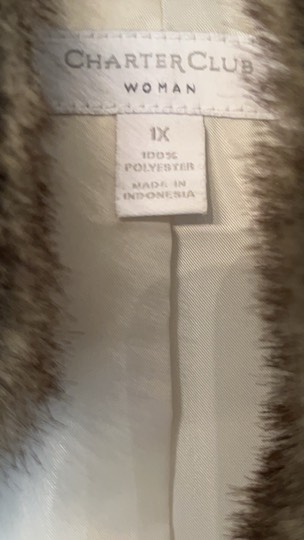 CHARTER CLUB
WOMAN
1X
100%
POLYESTER
MADE IN
INDONESIA